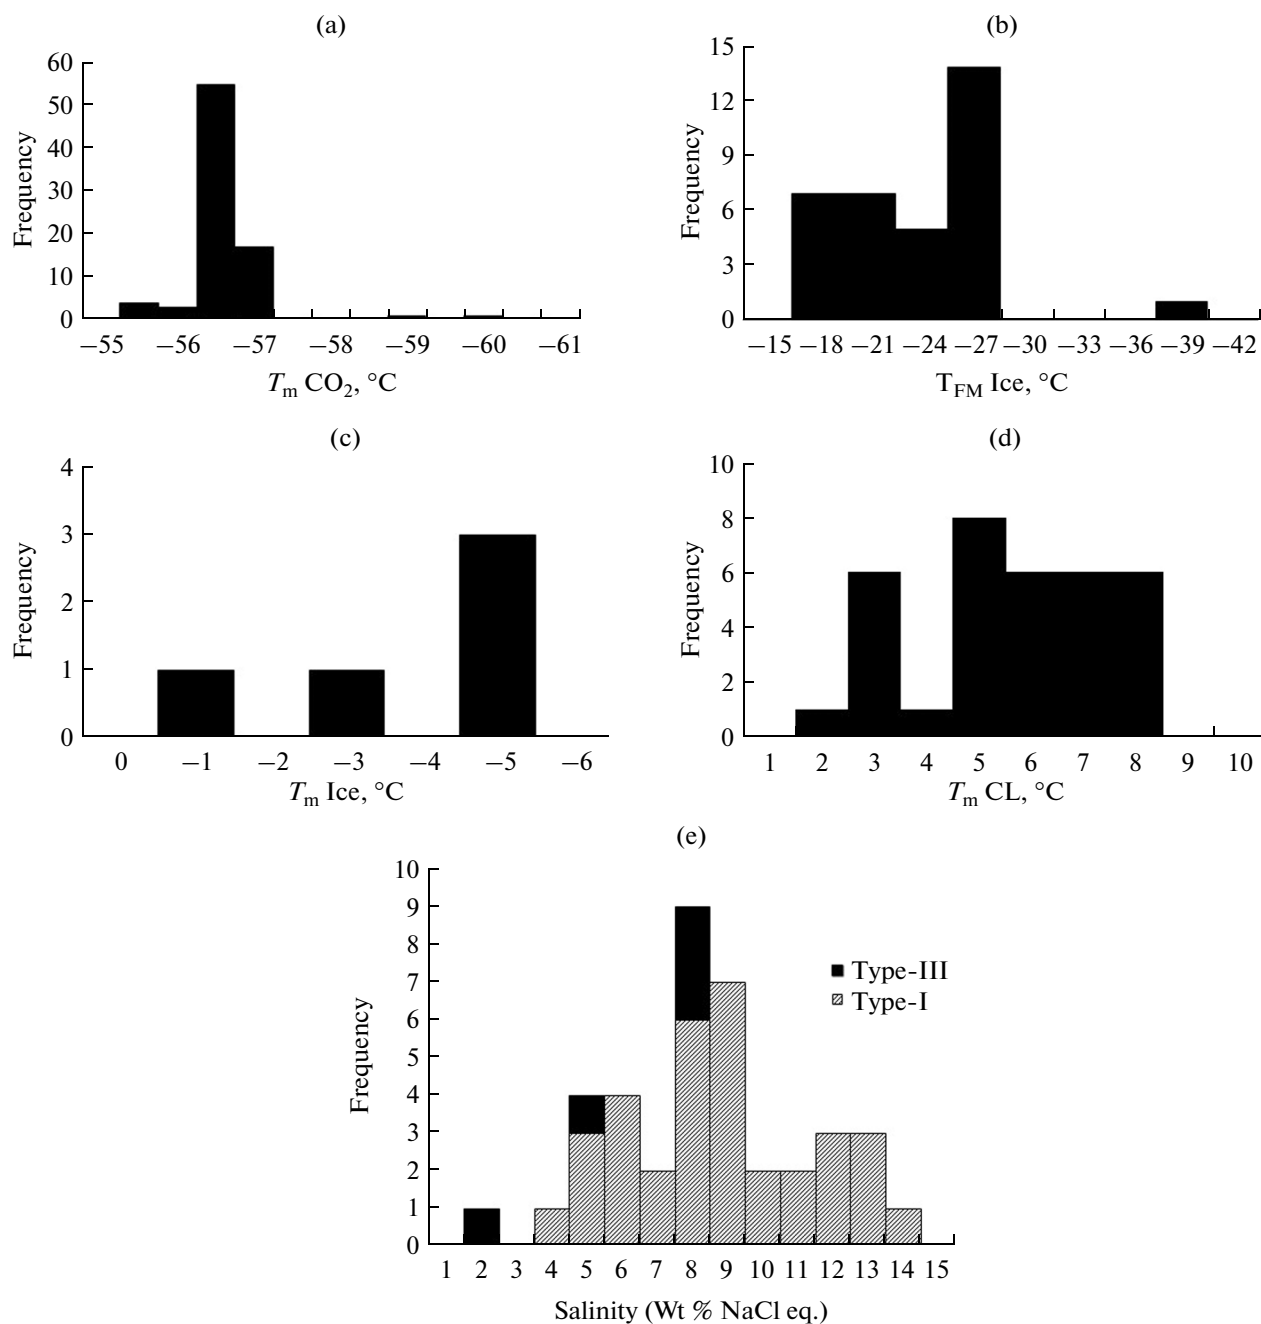 (a)
60
50
40
30
20
10
0
Frequency
−55 −56 −57 −58 −59 −60 −61
Tm CO2, °C
(b)
15
12
9
6
3
0
Frequency
−15 −18 −21 −24 −27 −30 −33 −36 −39 −42
TFM Ice, °C
(c)
4
3
2
1
0
Frequency
0 −1 −2 −3 −4 −5 −6
Tm Ice, °C
(d)
10
8
6
4
2
0
Frequency
1 2 3 4 5 6 7 8 9 10
Tm CL, °C
(e)
10
9
8
7
6
5
4
3
2
1
0
Frequency
Type-III
Type-I
1 2 3 4 5 6 7 8 9 10 11 12 13 14 15
Salinity (Wt % NaCl eq.)